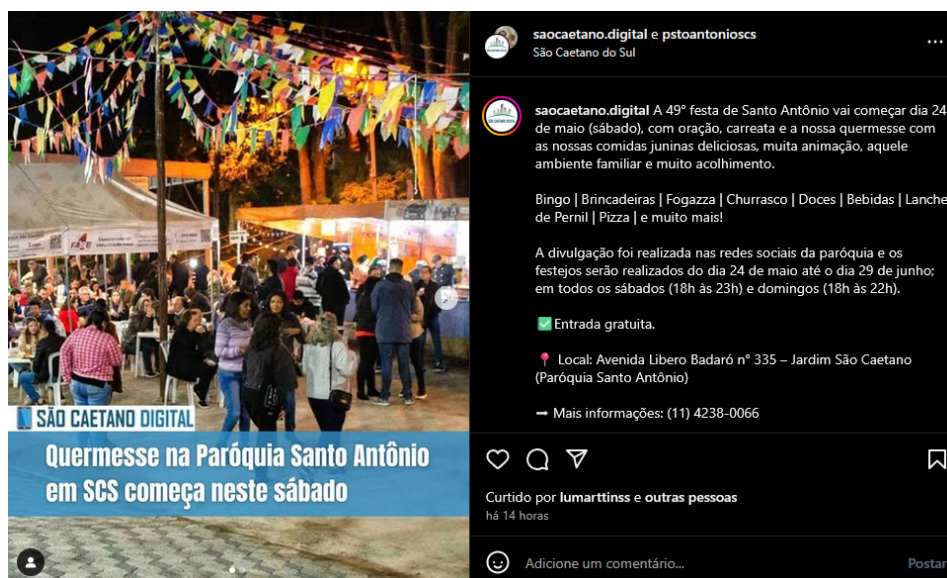 SÃO CAETANO DIGITAL
Quermesse na Paróquia Santo Antônio
em SCS começa neste sábado
saocaetano.digital e pstoantonioscs
São Caetano do Sul
saocaetano.digital A 49º festa de Santo Antônio vai começar dia 24
de maio (sábado), com oração, carreata e a nossa quermesse com
as nossas comidas juninas deliciosas, muita animação, aquele
ambiente familiar e muito acolhimento.
Bingo | Brincadeiras | Fogazza | Churrasco | Doces | Bebidas | Lanche
de Pernil | Pizza | e muito mais!
A divulgação foi realizada nas redes sociais da paróquia e os
festejos serão realizados do dia 24 de maio até o dia 29 de junho;
em todos os sábados (18h às 23h) e domingos (18h às 22h).
✅Entrada gratuita.
📍 Local: Avenida Libero Badaró n° 335 – Jardim São Caetano
(Paróquia Santo Antônio)
➞ Mais informações: (11) 4238-0066
Curtido por lumarttinss e outras pessoas
há 14 horas
Adicione um comentário...
Postar